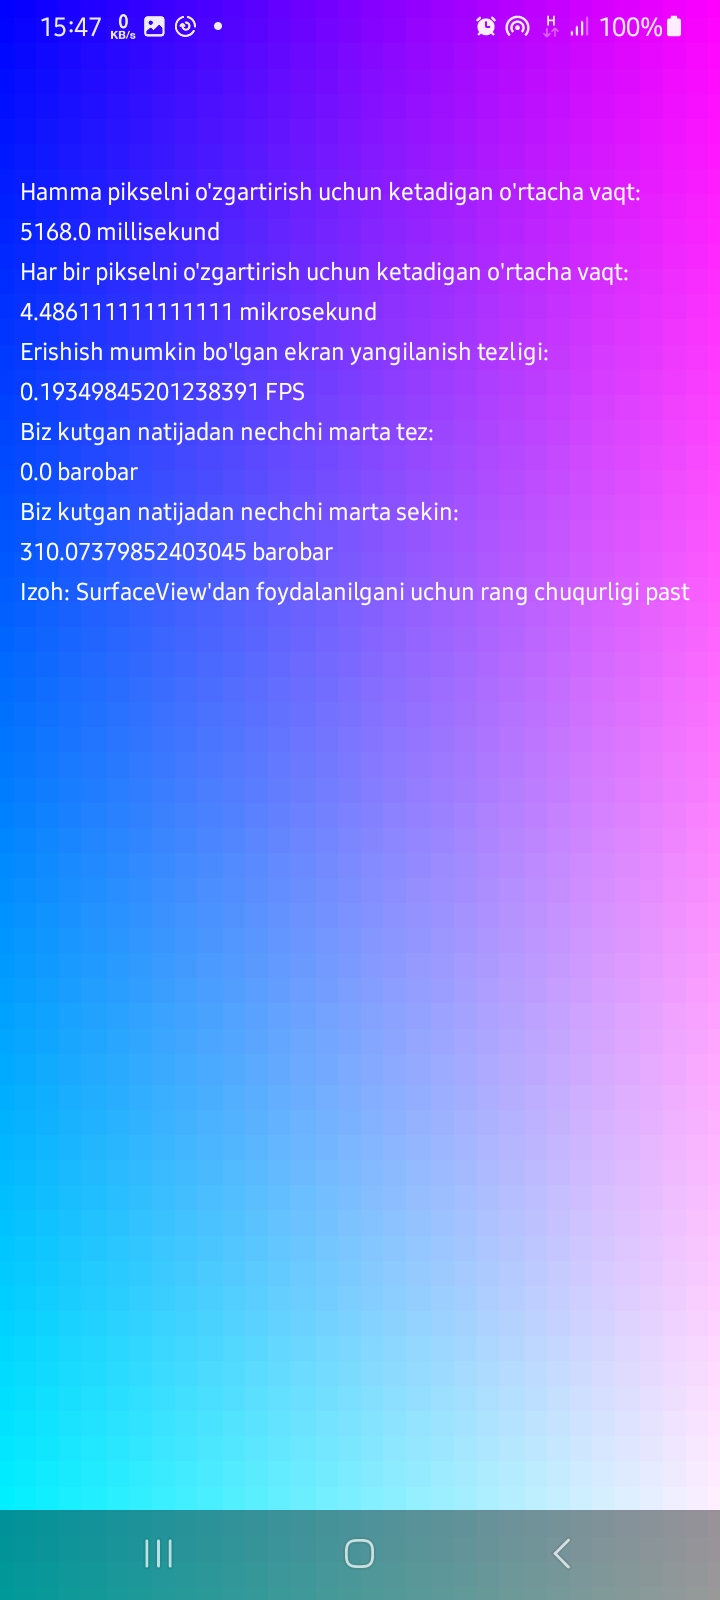 15:47 0 KB/s H 100%
Hamma pikselni o'zgartirish uchun ketadigan o'rtacha vaqt:
5168.0 millisekund
Har bir pikselni o'zgartirish uchun ketadigan o'rtacha vaqt:
4.486111111111111 mikrosekund
Erishish mumkin bo'lgan ekran yangilanish tezligi:
0.19349845201238391 FPS
Biz kutgan natijadan nechchi marta tez:
0.0 barobar
Biz kutgan natijadan nechchi marta sekin:
310.07379852403045 barobar
Izoh: SurfaceView'dan foydalanilgani uchun rang chuqurligi past